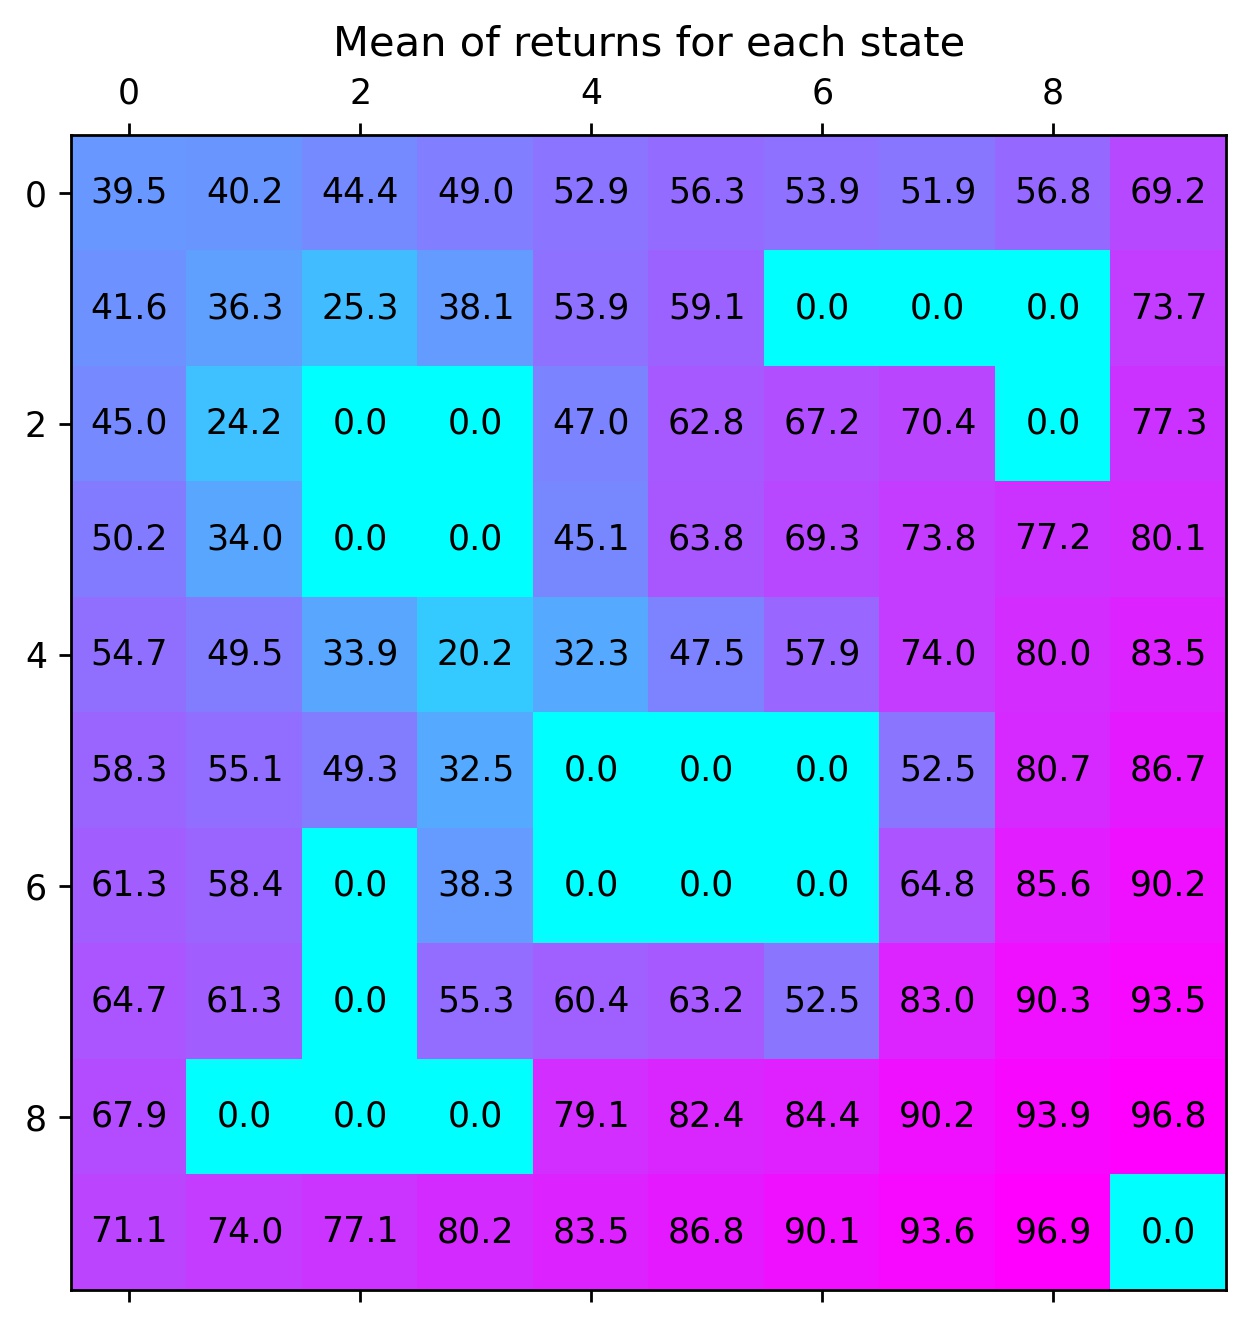 Mean of returns for each state
0 2 4 6 8
0 39.5 40.2 44.4 49.0 52.9 56.3 53.9 51.9 56.8 69.2
41.6 36.3 25.3 38.1 53.9 59.1 0.0 0.0 0.0 73.7
2 45.0 24.2 0.0 0.0 47.0 62.8 67.2 70.4 0.0 77.3
50.2 34.0 0.0 0.0 45.1 63.8 69.3 73.8 77.2 80.1
4 54.7 49.5 33.9 20.2 32.3 47.5 57.9 74.0 80.0 83.5
58.3 55.1 49.3 32.5 0.0 0.0 0.0 52.5 80.7 86.7
6 61.3 58.4 0.0 38.3 0.0 0.0 0.0 64.8 85.6 90.2
64.7 61.3 0.0 55.3 60.4 63.2 52.5 83.0 90.3 93.5
8 67.9 0.0 0.0 0.0 79.1 82.4 84.4 90.2 93.9 96.8
71.1 74.0 77.1 80.2 83.5 86.8 90.1 93.6 96.9 0.0